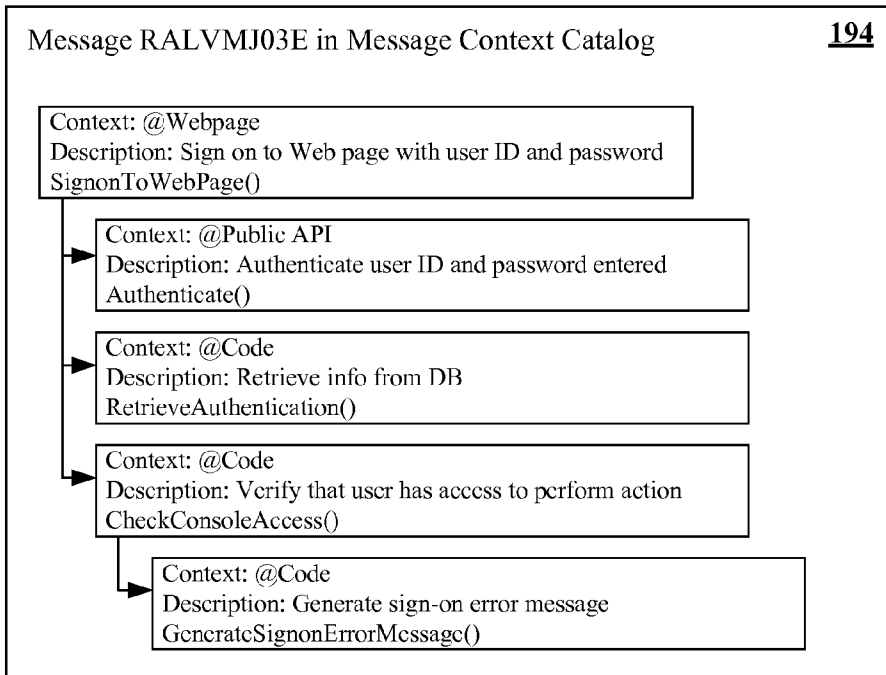 Message RALVMJ03E in Message Context Catalog
194
Context: @Webpage
Description: Sign on to Web page with user ID and password
SignonToWebPage()
Context: @Public API
Description: Authenticate user ID and password entered
Authenticate()
Context: @Code
Description: Retrieve info from DB
RetrieveAuthentication()
Context: @Code
Description: Verify that user has access to perform action
CheckConsoleAccess()
Context: @Code
Description: Generate sign-on error message
GenerateSignonErrorMessage()